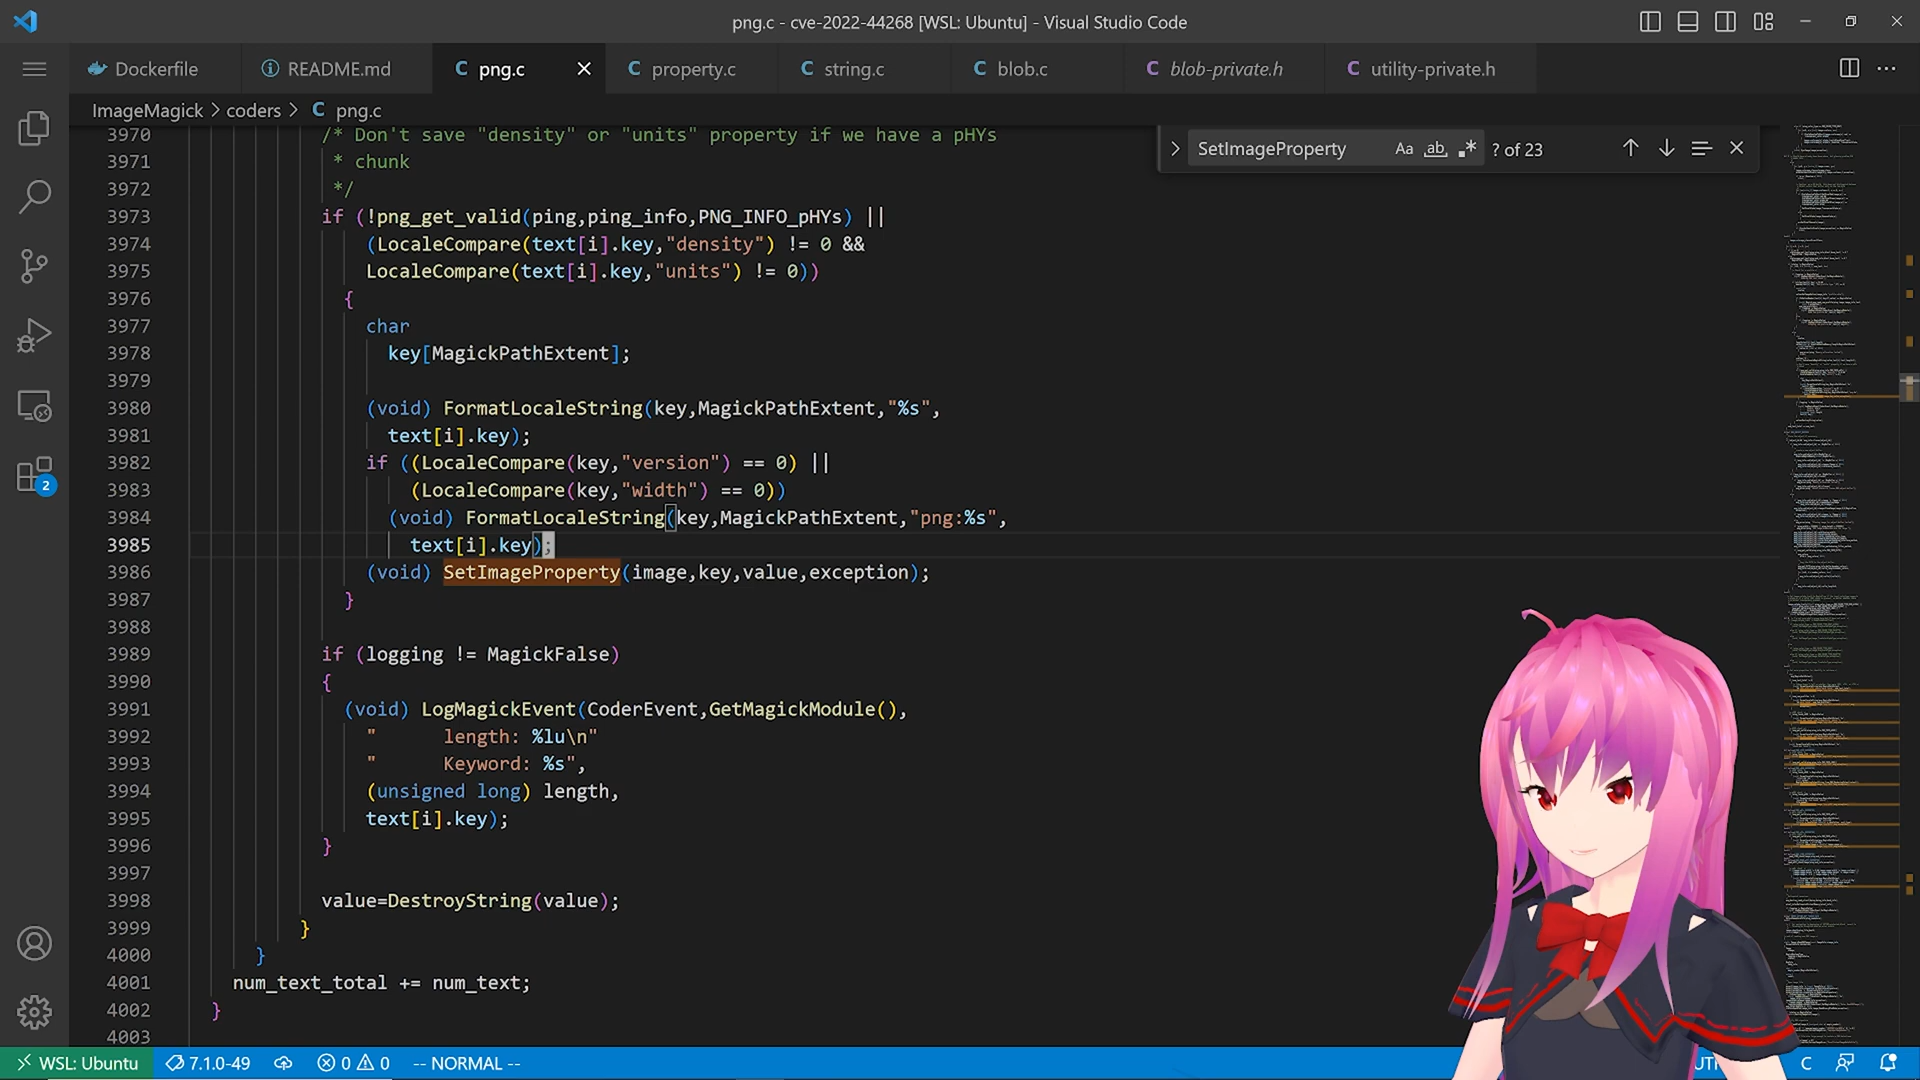 png.c - cve-2022-44268 [WSL: Ubuntu] - Visual Studio Code
Dockerfile
README.md
C png.c
C property.c
C string.c
C blob.c
C blob-private.h
C utility-private.h
ImageMagick > coders > C png.c
SetImageProperty Aa ab .* ? of 23
3970 /* Don't save "density" or "units" property if we have a pHYs
3971 * chunk
3972 */
3973 if (!png_get_valid(ping,ping_info,PNG_INFO_pHYs) ||
3974 (LocaleCompare(text[i].key,"density") != 0 &&
3975 LocaleCompare(text[i].key,"units") != 0))
3976 {
3977 char
3978 key[MagickPathExtent];
3979
3980 (void) FormatLocaleString(key,MagickPathExtent,"%s",
3981 text[i].key);
3982 if ((LocaleCompare(key,"version") == 0) ||
3983 (LocaleCompare(key,"width") == 0))
3984 (void) FormatLocaleString(key,MagickPathExtent,"png:%s",
3985 text[i].key);
3986 (void) SetImageProperty(image,key,value,exception);
3987 }
3988
3989 if (logging != MagickFalse)
3990 {
3991 (void) LogMagickEvent(CoderEvent,GetMagickModule(),
3992 " length: %lu\n"
3993 " Keyword: %s",
3994 (unsigned long) length,
3995 text[i].key);
3996 }
3997
3998 value=DestroyString(value);
3999 }
4000 }
4001 num_text_total += num_text;
4002 }
4003
2
WSL: Ubuntu 7.1.0-49 0 0 -- NORMAL -- C